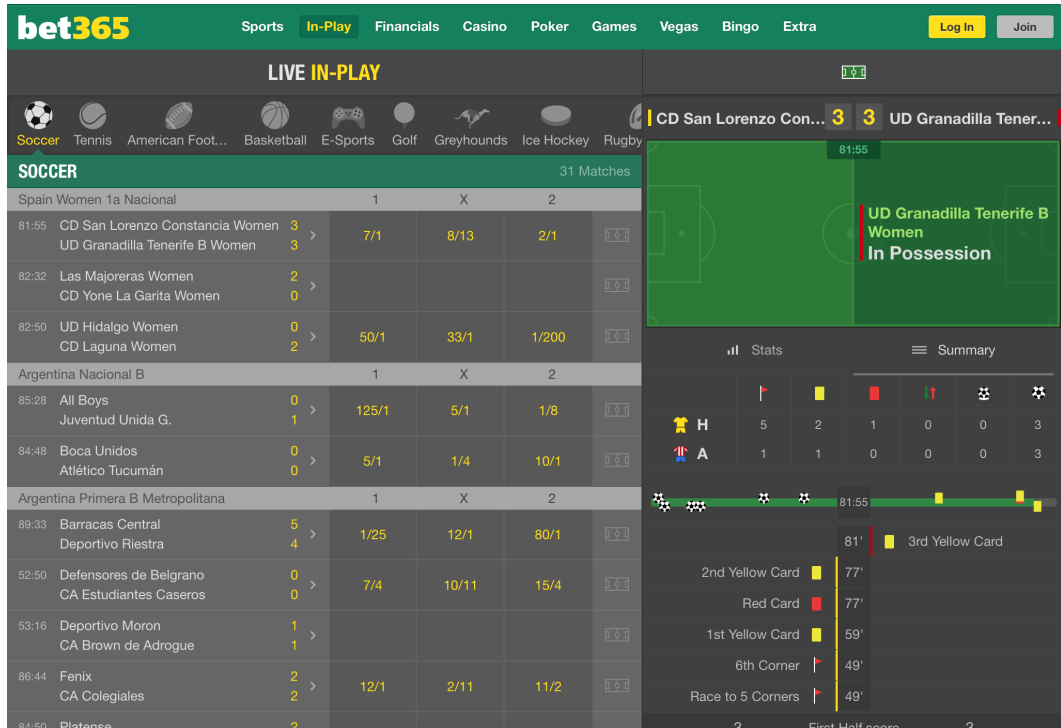 bet365 Sports In-Play Financials Casino Poker Games Vegas Bingo Extra Log In Join
LIVE IN-PLAY
Soccer Tennis American Foot... Basketball E-Sports Golf Greyhounds Ice Hockey Rugby
SOCCER 31 Matches
Spain Women 1a Nacional 1 X 2
81:55 CD San Lorenzo Constancia Women 3
UD Granadilla Tenerife B Women 3
7/1 8/13 2/1
82:32 Las Majoreras Women 2
CD Yone La Garita Women 0
82:50 UD Hidalgo Women 0
CD Laguna Women 2
50/1 33/1 1/200
Argentina Nacional B 1 X 2
85:28 All Boys 0
Juventud Unida G. 1
125/1 5/1 1/8
84:48 Boca Unidos 0
Atlético Tucumán 0
5/1 1/4 10/1
Argentina Primera B Metropolitana 1 X 2
89:33 Barracas Central 5
Deportivo Riestra 4
1/25 12/1 80/1
52:50 Defensores de Belgrano 0
CA Estudiantes Caseros 0
7/4 10/11 15/4
53:16 Deportivo Moron 1
CA Brown de Adrogue 1
86:44 Fenix 2
CA Colegiales 2
12/1 2/11 11/2
84:50 Platense 2
CD San Lorenzo Con... 3 3 UD Granadilla Tener...
81:55
UD Granadilla Tenerife B
Women
In Possession
Stats Summary
H 5 2 1 0 0 3
A 1 1 0 0 0 3
81:55
81' 3rd Yellow Card
2nd Yellow Card 77'
Red Card 77'
1st Yellow Card 59'
6th Corner 49'
Race to 5 Corners 49'
3 First Half score 3